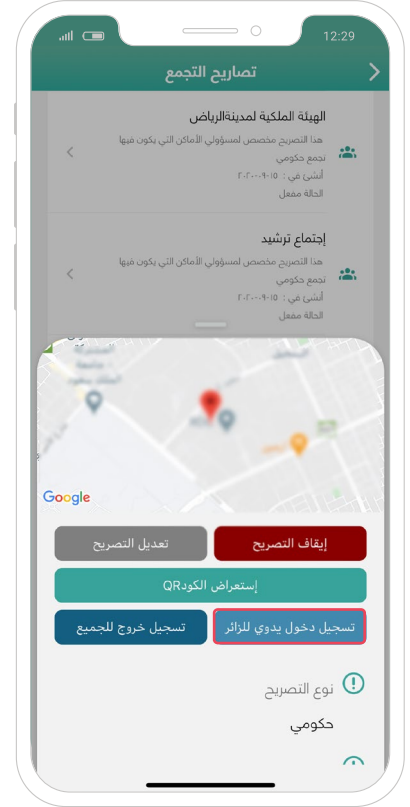 12:29
تصاريح التجمع
الهيئة الملكية لمدينةالرياض
هذا التصريح مخصص لمسؤولي الأماكن التي يكون فيها
تجمع حكومي
أنشئ في : ١٥-٠٩-٢٠٢٠
الحالة مفعل
إجتماع ترشيد
هذا التصريح مخصص لمسؤولي الأماكن التي يكون فيها
تجمع حكومي
أنشئ في : ١٥-٠٩-٢٠٢٠
الحالة مفعل
Google
إيقاف التصريح
تعديل التصريح
إستعراض الكودQR
تسجيل دخول يدوي للزائر
تسجيل خروج للجميع
نوع التصريح
حكومي